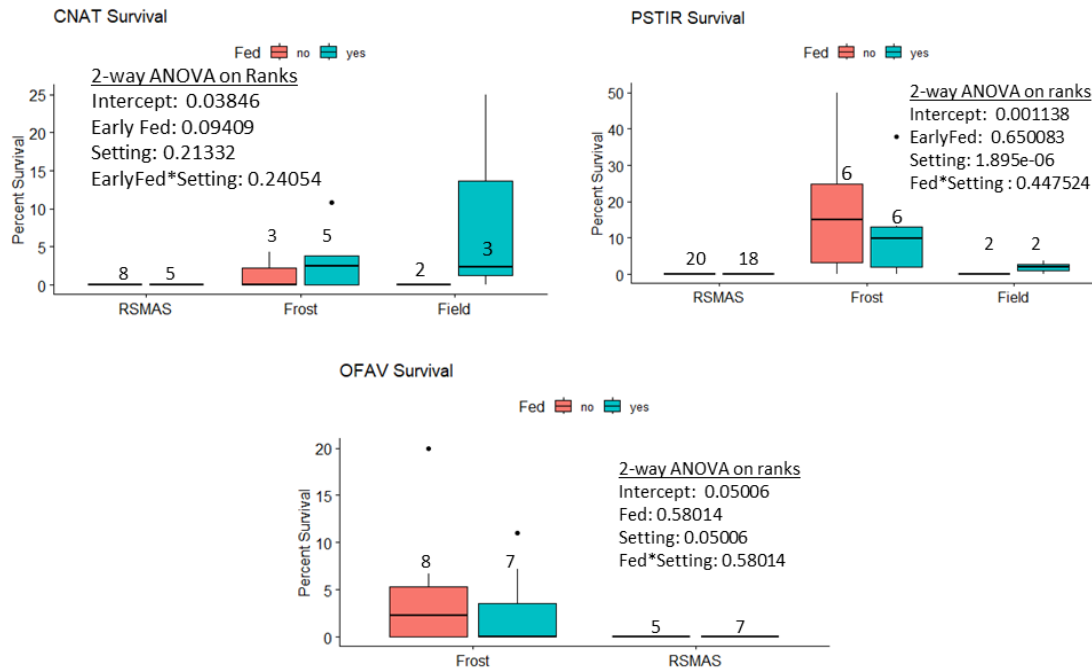 CNAT Survival
Fed no yes
2-way ANOVA on Ranks
Intercept: 0.03846
Early Fed: 0.09409
Setting: 0.21332
EarlyFed*Setting: 0.24054
Percent Survival
25
20
15
10
5
0
8 5 3 5 2 3
RSMAS Frost Field
PSTIR Survival
Fed no yes
2-way ANOVA on ranks
Intercept: 0.001138
EarlyFed: 0.650083
Setting: 1.895e-06
Fed*Setting : 0.447524
Percent Survival
50
40
30
20
10
0
20 18 6 6 2 2
RSMAS Frost Field
OFAV Survival
Fed no yes
2-way ANOVA on ranks
Intercept: 0.05006
Fed: 0.58014
Setting: 0.05006
Fed*Setting: 0.58014
Percent Survival
20
15
10
5
0
8 7 5 7
Frost RSMAS